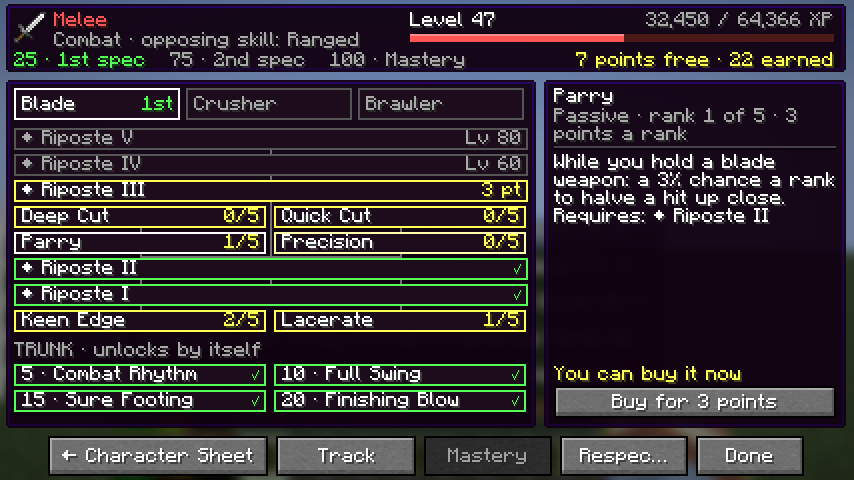 Melee
Level 47
32,450 / 64,366 XP
Combat · opposing skill: Ranged
25 · 1st spec 75 · 2nd spec 100 · Mastery
7 points free · 22 earned
Blade 1st
Crusher
Brawler
✦ Riposte V Lv 80
✦ Riposte IV Lv 60
✦ Riposte III 3 pt
Deep Cut 0/5
Quick Cut 0/5
Parry 1/5
Precision 0/5
✦ Riposte II ✓
✦ Riposte I ✓
Keen Edge 2/5
Lacerate 1/5
TRUNK · unlocks by itself
5 · Combat Rhythm ✓
10 · Full Swing ✓
15 · Sure Footing ✓
20 · Finishing Blow ✓
Parry
Passive · rank 1 of 5 · 3
points a rank
While you hold a blade
weapon: a 3% chance a rank
to halve a hit up close.
Requires: ✦ Riposte II
You can buy it now
Buy for 3 points
← Character Sheet
Track
Mastery
Respec...
Done